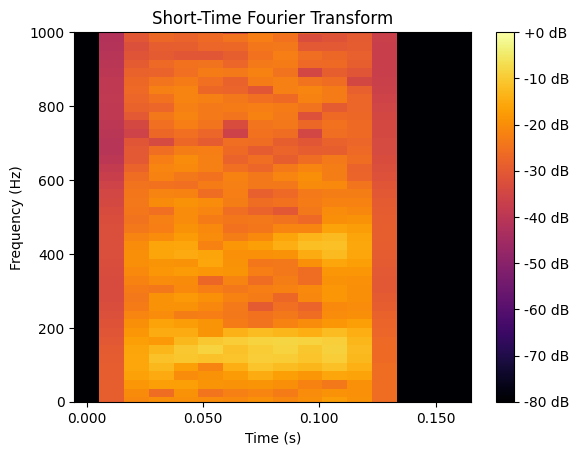 Short-Time Fourier Transform
Frequency (Hz)
1000
800
600
400
200
0
0.000
0.050
0.100
0.150
Time (s)
+0 dB
-10 dB
-20 dB
-30 dB
-40 dB
-50 dB
-60 dB
-70 dB
-80 dB